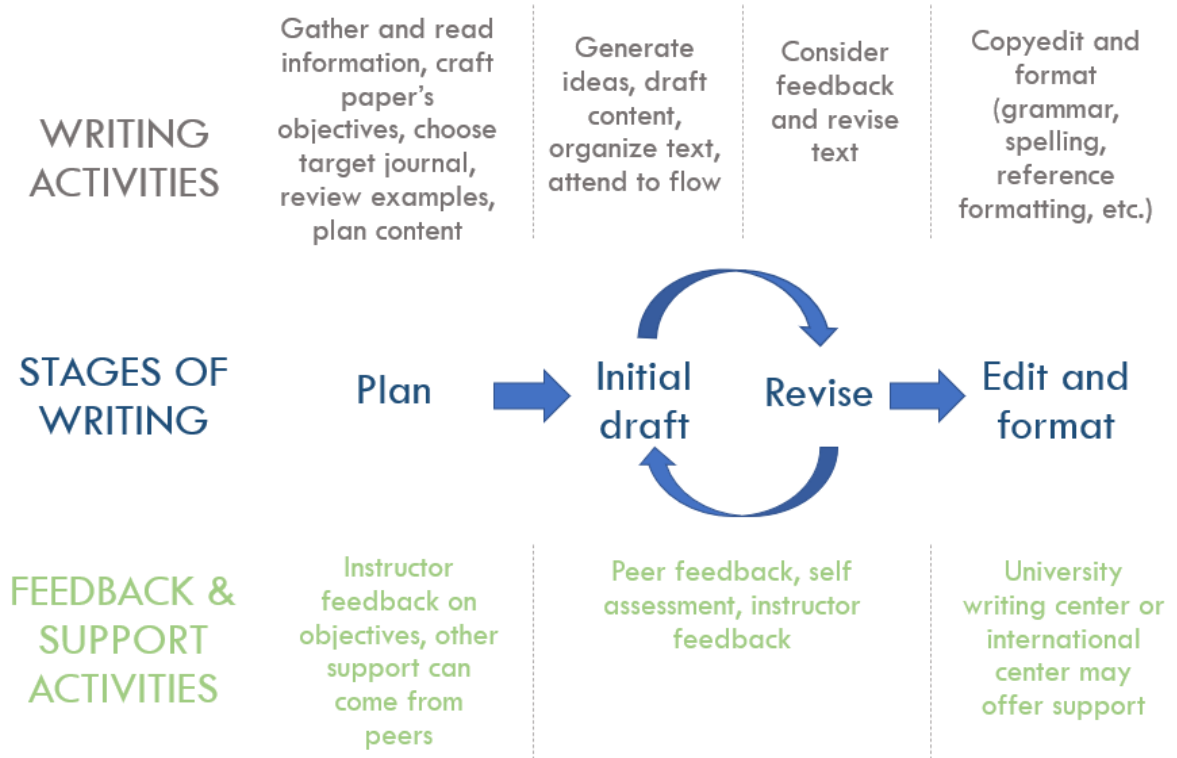 WRITING
ACTIVITIES
Gather and read
information, craft
paper's
objectives, choose
target journal,
review examples,
plan content
Generate
ideas, draft
content,
organize text,
attend to flow
Consider
feedback
and revise
text
Copyedit and
format
(grammar,
spelling,
reference
formatting, etc.)
STAGES OF
WRITING
Plan
Initial
draft
Revise
Edit and
format
FEEDBACK &
SUPPORT
ACTIVITIES
Instructor
feedback on
objectives, other
support can
come from
peers
Peer feedback, self
assessment, instructor
feedback
University
writing center or
international
center may
offer support